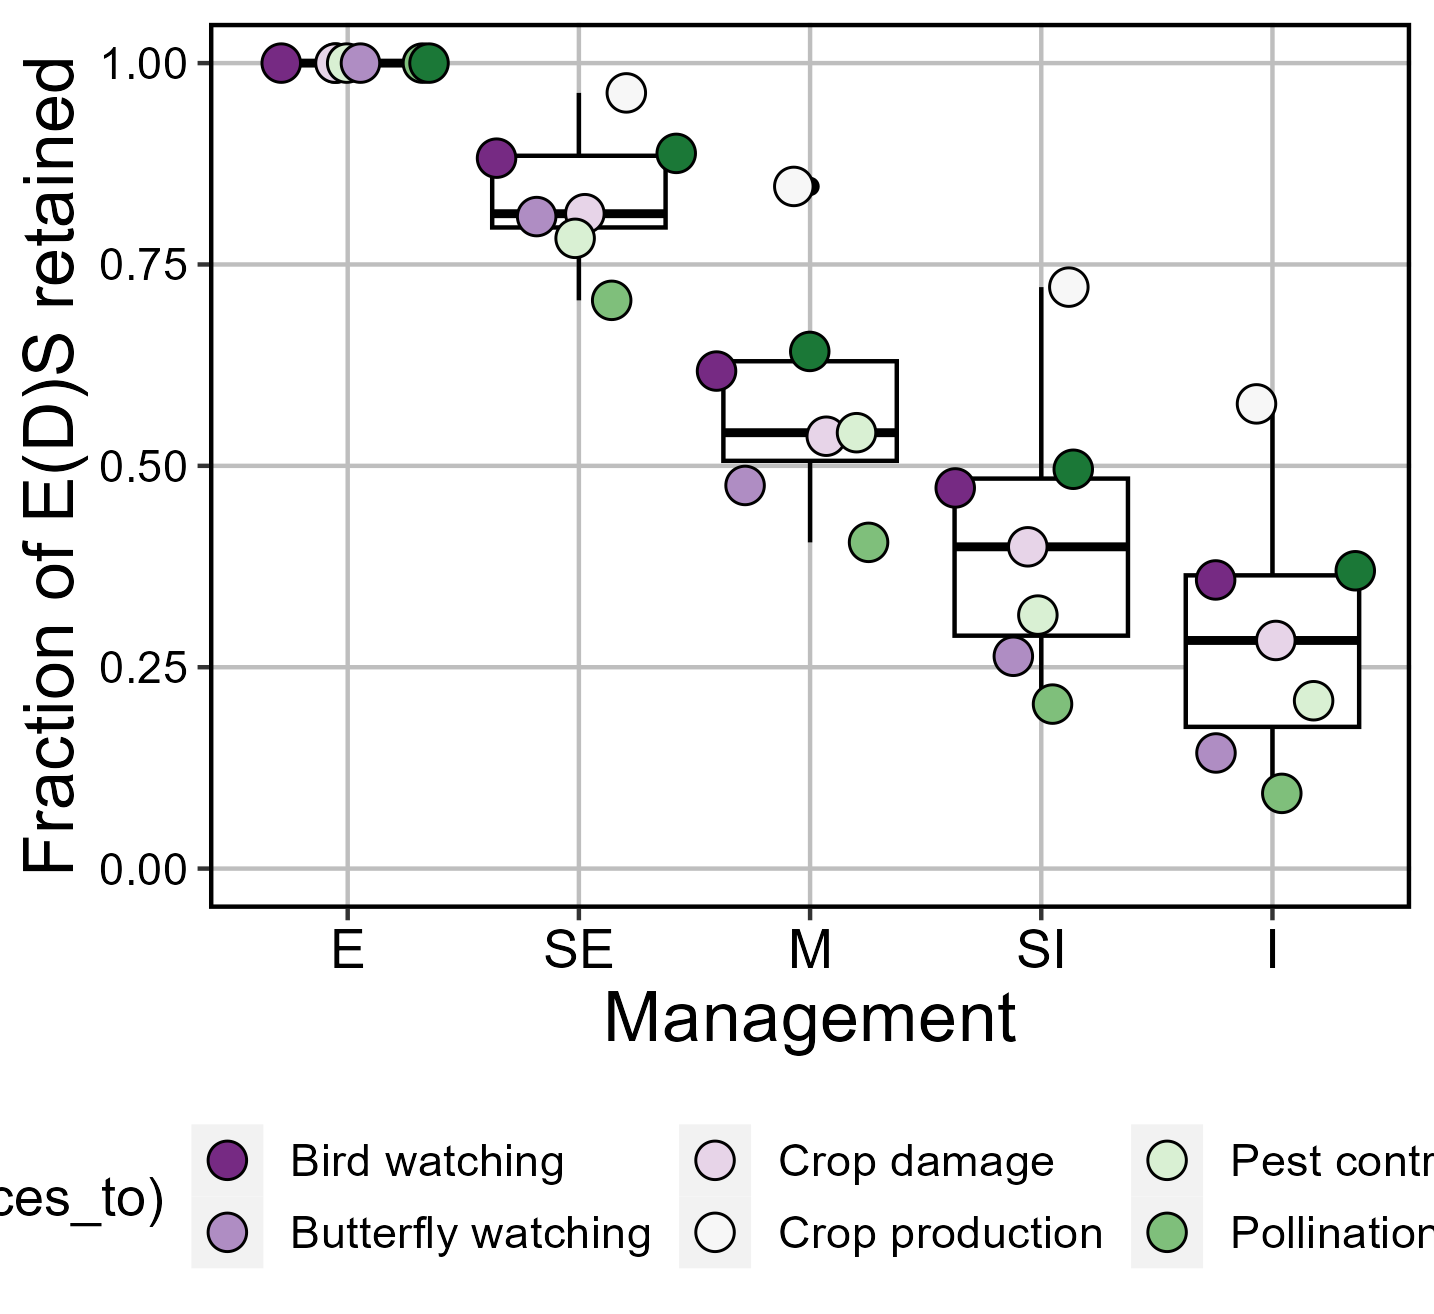 Fraction of E(D)S retained
1.00
0.75
0.50
0.25
0.00
E SE M SI I
Management
ces_to)
Bird watching Crop damage Pest contr
Butterfly watching Crop production Pollination